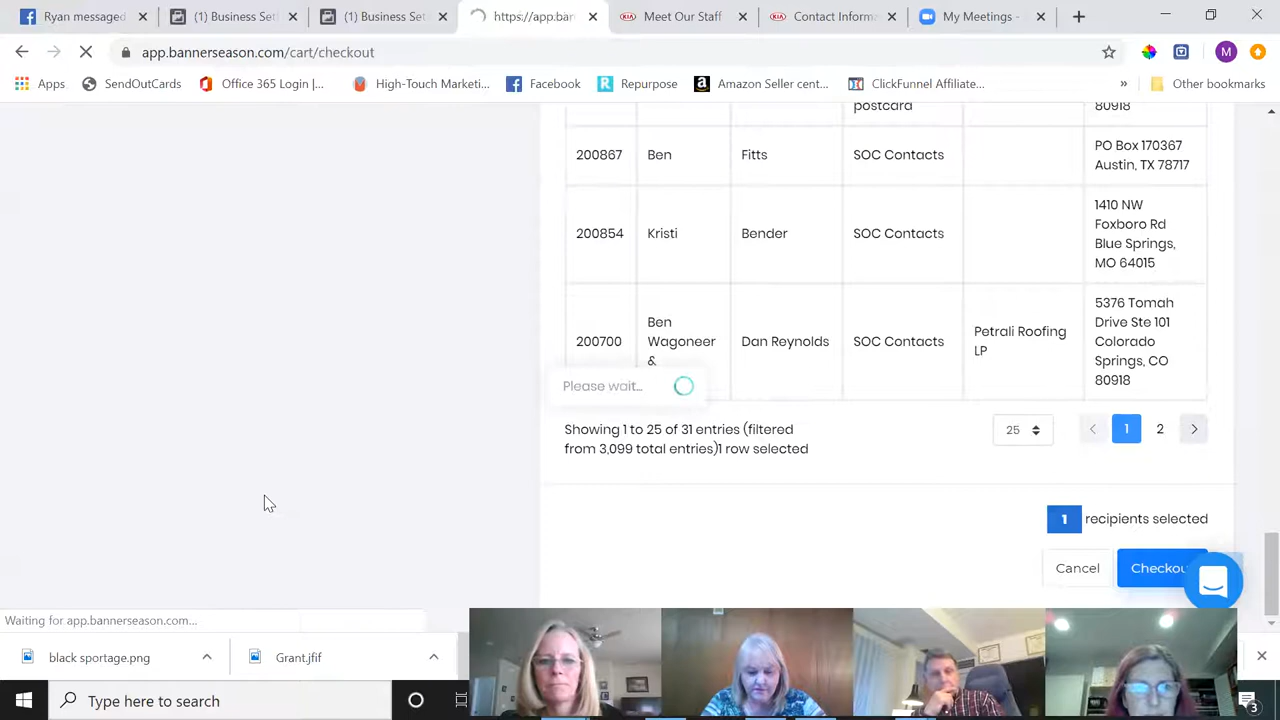 Ryan messaged
(1) Business Set
(1) Business Set
https://app.ban
Meet Our Staff
Contact Informa
My Meetings -
app.bannerseason.com/cart/checkout
M
Apps
SendOutCards
Office 365 Login |...
High-Touch Marketi...
Facebook
Repurpose
Amazon Seller cent...
ClickFunnel Affiliate...
»
Other bookmarks
postcard
80918
200867
Ben
Fitts
SOC Contacts
PO Box 170367
Austin, TX 78717
200854
Kristi
Bender
SOC Contacts
1410 NW
Foxboro Rd
Blue Springs,
MO 64015
200700
Ben
Wagoneer
&
Dan Reynolds
SOC Contacts
Petrali Roofing
LP
5376 Tomah
Drive Ste 101
Colorado
Springs, CO
80918
Please wait...
Showing 1 to 25 of 31 entries (filtered
from 3,099 total entries)1 row selected
25
<
1
2
>
1 recipients selected
Cancel
Checkou
Waiting for app.bannerseason.com...
black sportage.png
Grant.jfif
Type here to search
3